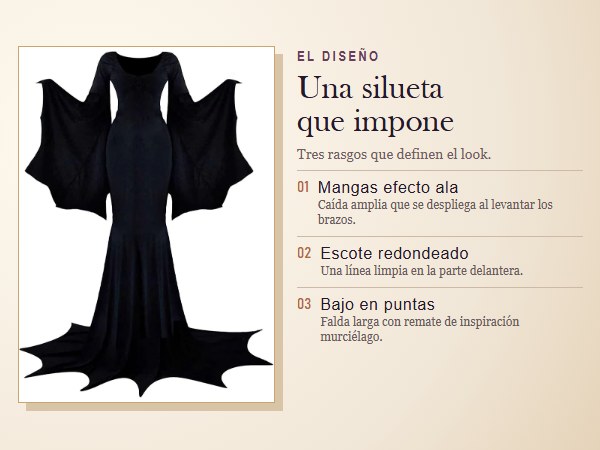 EL DISEÑO
Una silueta
que impone
Tres rasgos que definen el look.
01 Mangas efecto ala
Caída amplia que se despliega al levantar los
brazos.
02 Escote redondeado
Una línea limpia en la parte delantera.
03 Bajo en puntas
Falda larga con remate de inspiración
murciélago.